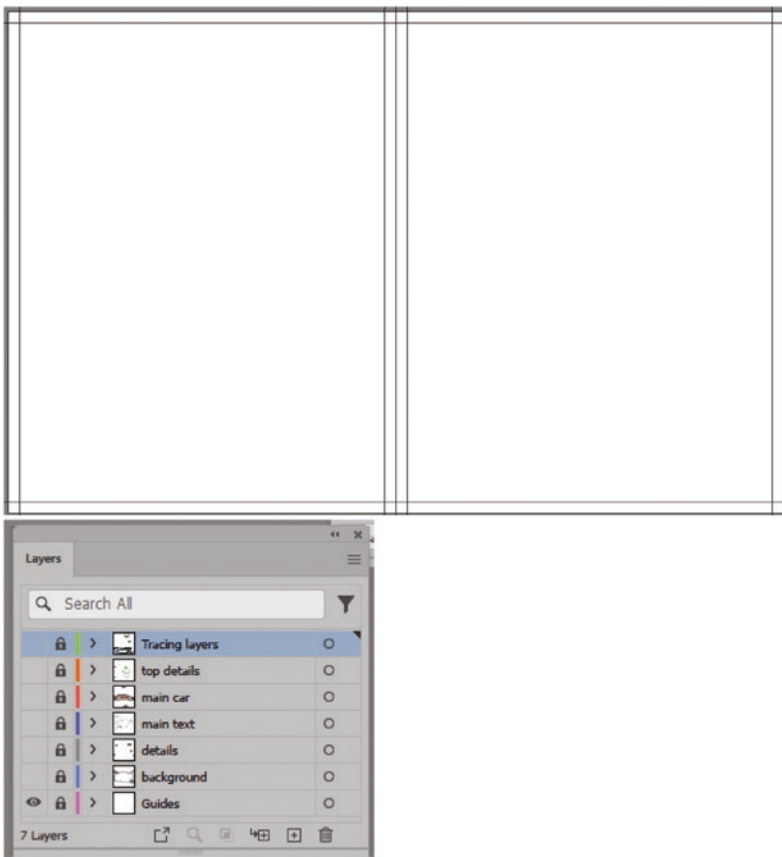 Layers
Search All
Tracing layers
top details
main car
main text
details
background
Guides
7 Layers